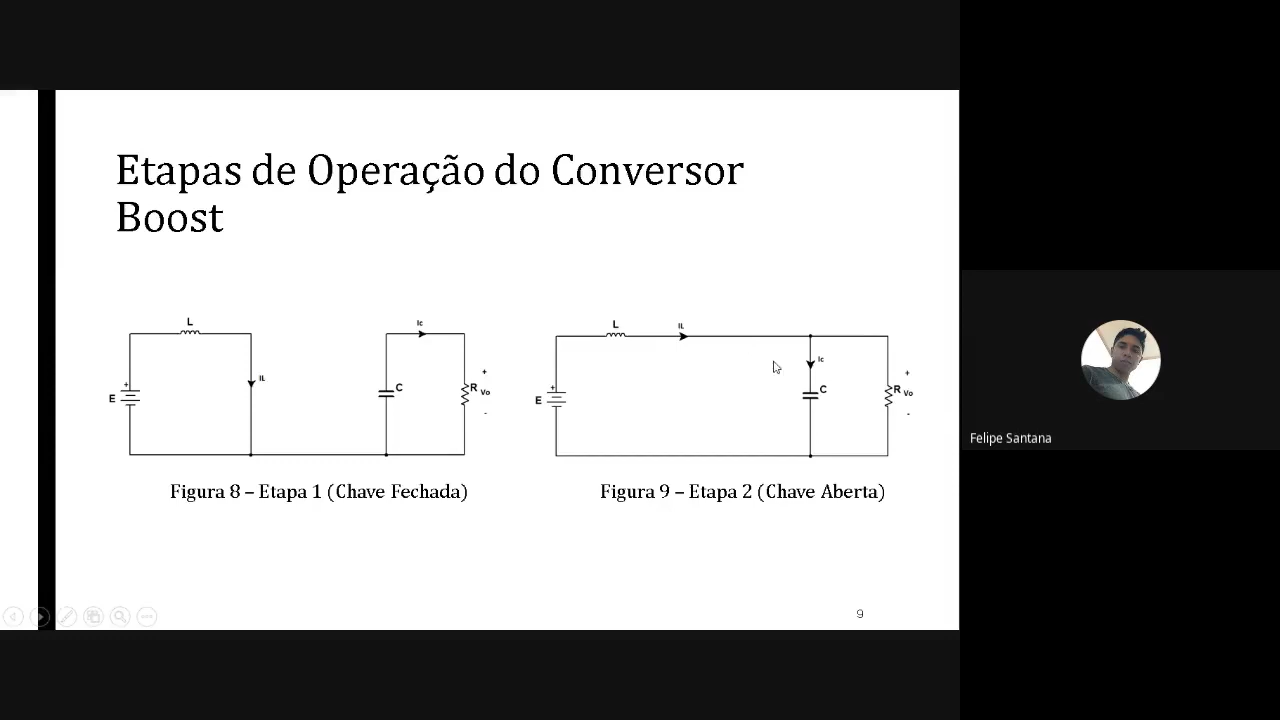 Etapas de Operação do Conversor
Boost
L
Ic
IL
E
+
C
R
+
Vo
-
Figura 8 – Etapa 1 (Chave Fechada)
L
IL
Ic
E
+
C
R
+
Vo
-
Figura 9 – Etapa 2 (Chave Aberta)
9
Felipe Santana